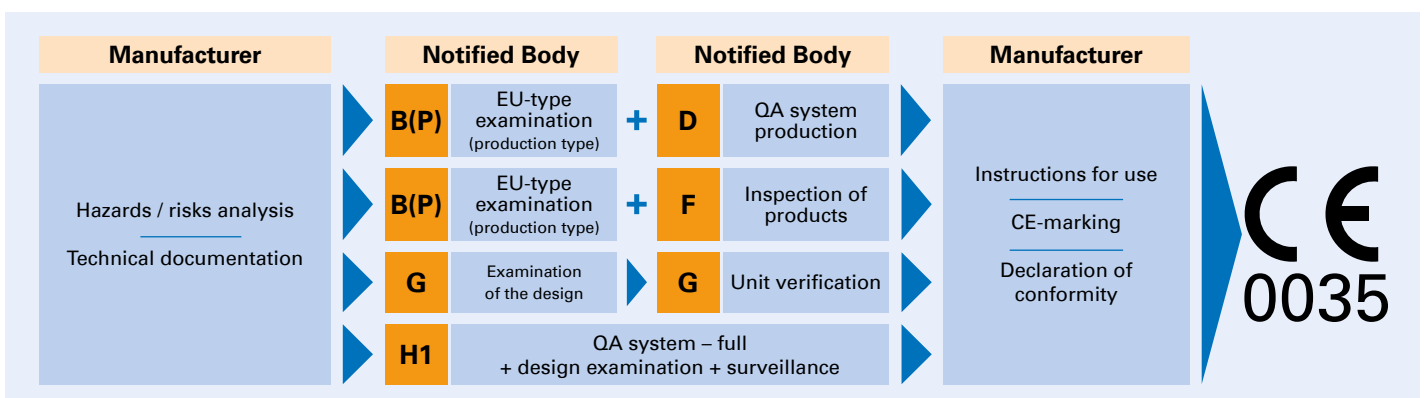 Manufacturer
Notified Body
Notified Body
Manufacturer
Hazards / risks analysis
Technical documentation
B(P)
EU-type
examination
(production type)
+
D
QA system
production
B(P)
EU-type
examination
(production type)
+
F
Inspection of
products
G
Examination
of the design
G
Unit verification
H1
QA system – full
+ design examination + surveillance
Instructions for use
CE-marking
Declaration of
conformity
CE
0035